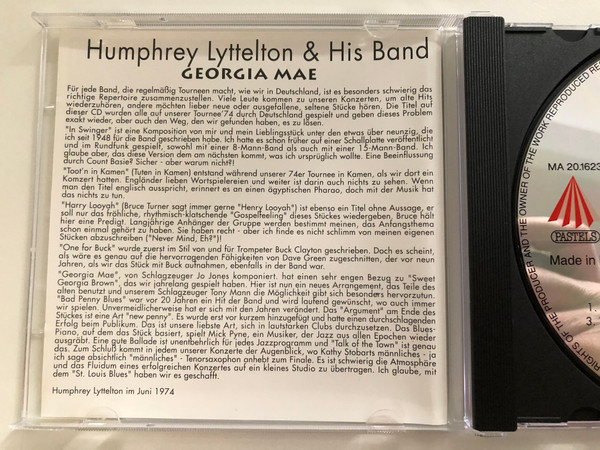 Humphrey Lyttelton & His Band
GEORGIA MAE
Für jede Band, die regelmäßig Tourneen macht, wie wir in Deutschland, ist es besonders schwierig das
richtige Repertoire zusammenzustellen. Viele Leute kommen zu unseren Konzerten, um alte Hits
wiederzuhören, andere möchten lieber neue oder ausgefallene, seltene Stücke hören. Die Titel auf
dieser CD wurden alle auf unserer Tournee'74 durch Deutschland gespielt und geben dieses Problem
exakt wieder, aber auch den Weg, den wir gefunden haben, es zu lösen.
"In Swinger" ist eine Komposition von mir und mein Lieblingsstück unter den etwas über neunzig, die
ich seit 1948 für die Band geschrieben habe. Ich hatte es schon früher auf einer Schallplatte veröffentlicht
und im Rundfunk gespielt, sowohl mit einer 8-Mann-Band als auch mit einer 15-Mann-Band. Ich
glaube aber, das diese Version dem am nächsten kommt, was ich ursprüglich wollte. Eine Beeinflussung
durch Count Basie? Sicher - aber warum nicht?!
"Toot'n in Kamen" (Tuten in Kamen) entstand während unserer 74er Tournee in Kamen, als wir dort ein
Komzert hatten. Engländer lieben Wortspielereien und weiter ist darin auch nichts zu sehen. Wenn
man den Titel englisch ausspricht, erinnert es an einen ägyptischen Pharao, doch mit der Musik hat
das nichts zu tun.
"Harry Looyah" (Bruce Turner sagt immer gerne "Henry Looyah") ist ebenso ein Titel ohne Aussage, er
soll nur das fröhliche, rhythmisch-klatschende "Gospelfeeling" dieses Stückes wiedergeben, Bruce hält
hier eine Predigt. Langjährige Anhänger der Gruppe werden bestimmt meinen, das Anfangsthema
schon einmal gehört zu haben. Sie haben recht - aber ich finde es nicht schlimm von meinen eigenen
Stücken abzuschreiben ("Never Mind, Eh?")!
"One for Buck" wurde zuerst im Stil von und für Trompeter Buck Clayton geschrieben. Doch es scheint,
als wäre es genau auf die hervorragenden Fähigkeiten von Dave Green zugeschnitten, der vor neun
Jahren, als wir das Stück mit Buck aufnahmen, ebenfalls in der Band war.
"Georgia Mae", von Schlagzeuger Jo Jones komponiert. hat einen sehr engen Bezug zu "Sweet
Georgia Brown", das wir jahrelang gespielt haben. Hier ist nun ein neues Arrangement, das Teile des
alten benutzt und unserem Schlagzeuger Tony Mann die Möglichkeit gibt sich besonders hervorzutun.
"Bad Penny Blues" war vor 20 Jahren ein Hit der Band und wird laufend gewünscht, wo auch immer
wir spielen. Unvermeidlicherweise hat er sich mit den Jahren verändert. Das "Argument" am Ende des
Stückes ist eine Art "new penny". Es wurde erst vor kurzem hinzugefügt und hatte einen durchschlagenden
Erfolg beim Publikum. Das ist unsere liebste Art, sich in lautstarken Clubs durchzusetzen. Das Blues-
Piano, auf dem das Stück basiert, spielt Mick Pyne, ein Musiker, der Jazz aus allen Epochen wieder
ausgräbt. Eine gute Ballade ist unentbehrlich für jedes Jazzprogramm und "Talk of the Town" ist genau
das. Zum Schluß kommt in jedem unserer Konzerte der Augenblick, wo Kathy Stobarts männliches - ja
ich sage absichtlich "männliches" - Tenorsaxophon anhebt zum Finale. Es ist schwierig die Atmosphäre
und das Fluidum eines erfolgreichen Konzertes auf ein kleines Studio zu übertragen. Ich glaube, mit
dem "St. Louis Blues" haben wir es geschafft.
Humphrey Lyttelton im Juni 1974
RIGHTS OF THE PRODUCER AND THE OWNER OF THE WORK REPRODUCED RE
MA 20.1623
PASTELS
Made in
1.
3.